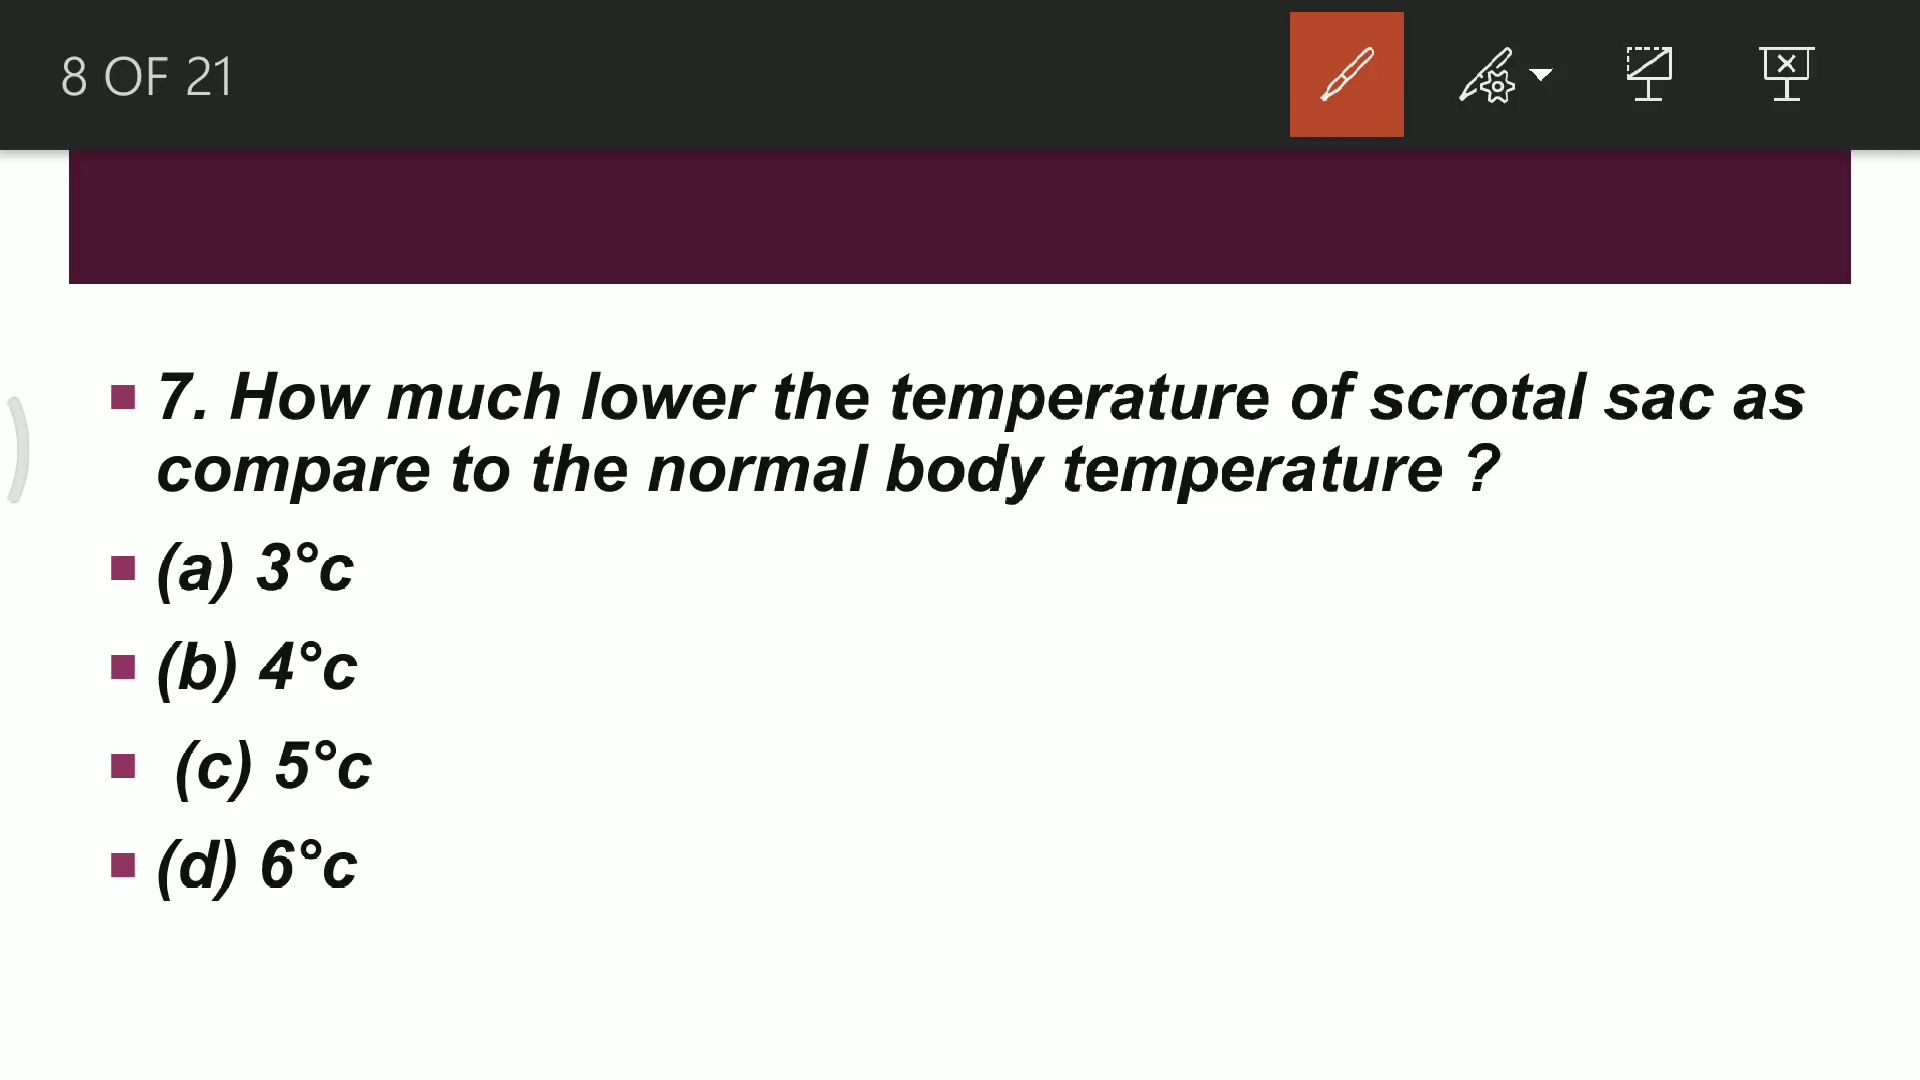 8 OF 21
7. How much lower the temperature of scrotal sac as
compare to the normal body temperature ?
(a) 3°c
(b) 4°c
(c) 5°c
(d) 6°c